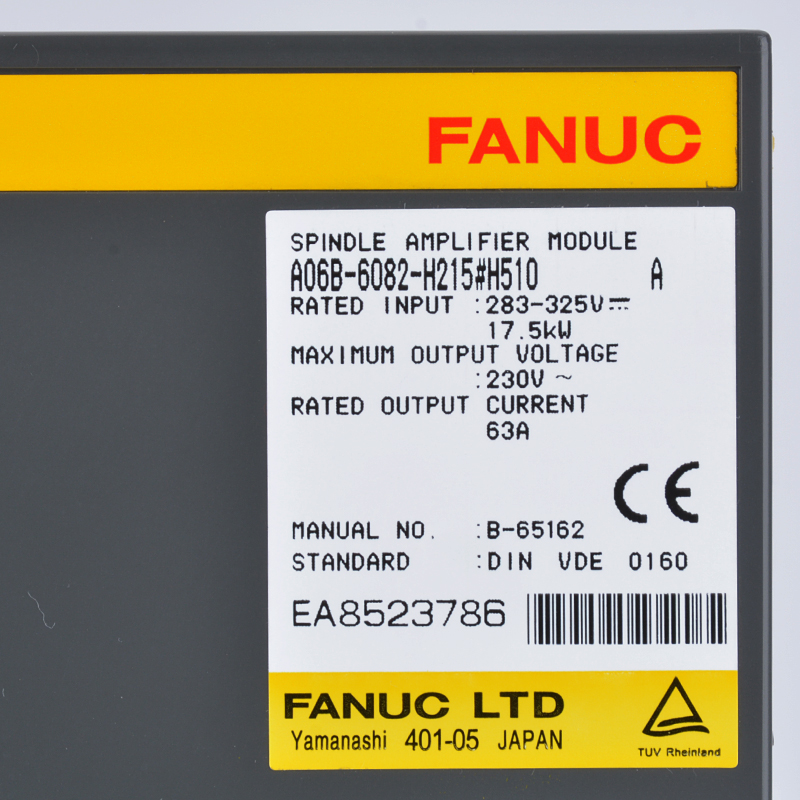 FANUC
SPINDLE AMPLIFIER MODULE
A06B-6082-H215#H510 A
RATED INPUT :283-325V⎓
17.5kW
MAXIMUM OUTPUT VOLTAGE
:230V ~
RATED OUTPUT CURRENT
63A
CE
MANUAL NO. :B-65162
STANDARD :DIN VDE 0160
EA8523786
FANUC LTD
Yamanashi 401-05 JAPAN
TUV Rheinland